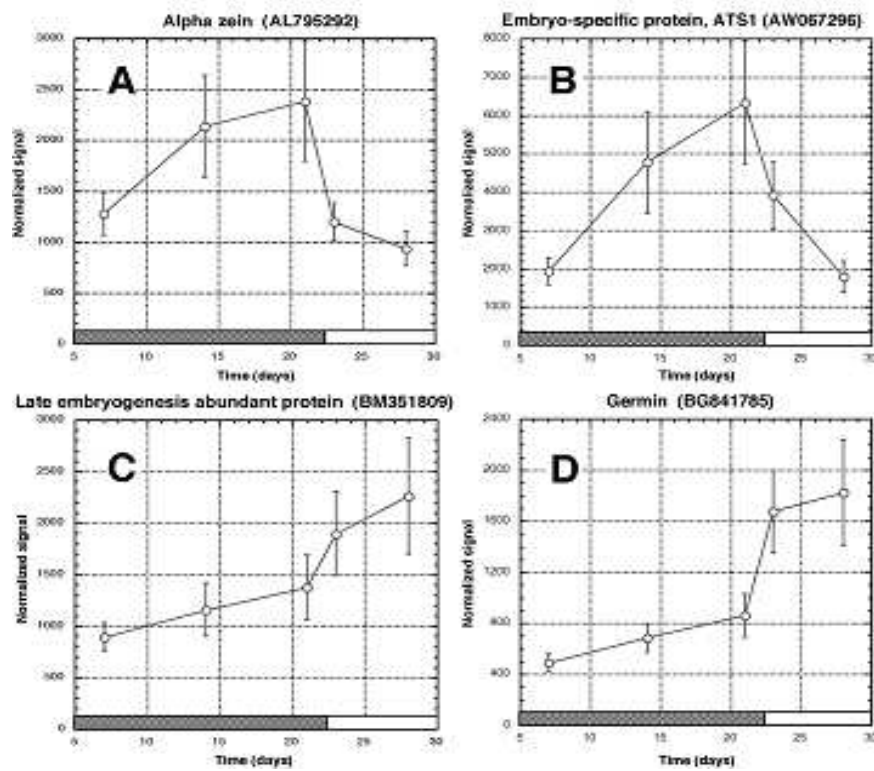 Alpha zein (AL795292)
A
3000
2500
2000
1500
1000
500
0
Normalized signal
5 10 15 20 25 30
Time (days)
Embryo-specific protein, ATS1 (AW067296)
B
8000
7000
6000
5000
4000
3000
2000
1000
0
Normalized signal
5 10 15 20 25 30
Time (days)
Late embryogenesis abundant protein (BM351809)
C
3000
2500
2000
1500
1000
500
0
Normalized signal
5 10 15 20 25 30
Time (days)
Germin (BG841785)
D
2400
2000
1600
1200
800
400
0
Normalized signal
5 10 15 20 25 30
Time (days)